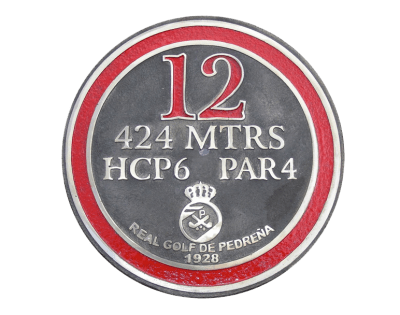 12
424 MTRS
HCP6 PAR4
REAL GOLF DE PEDREÑA
1928